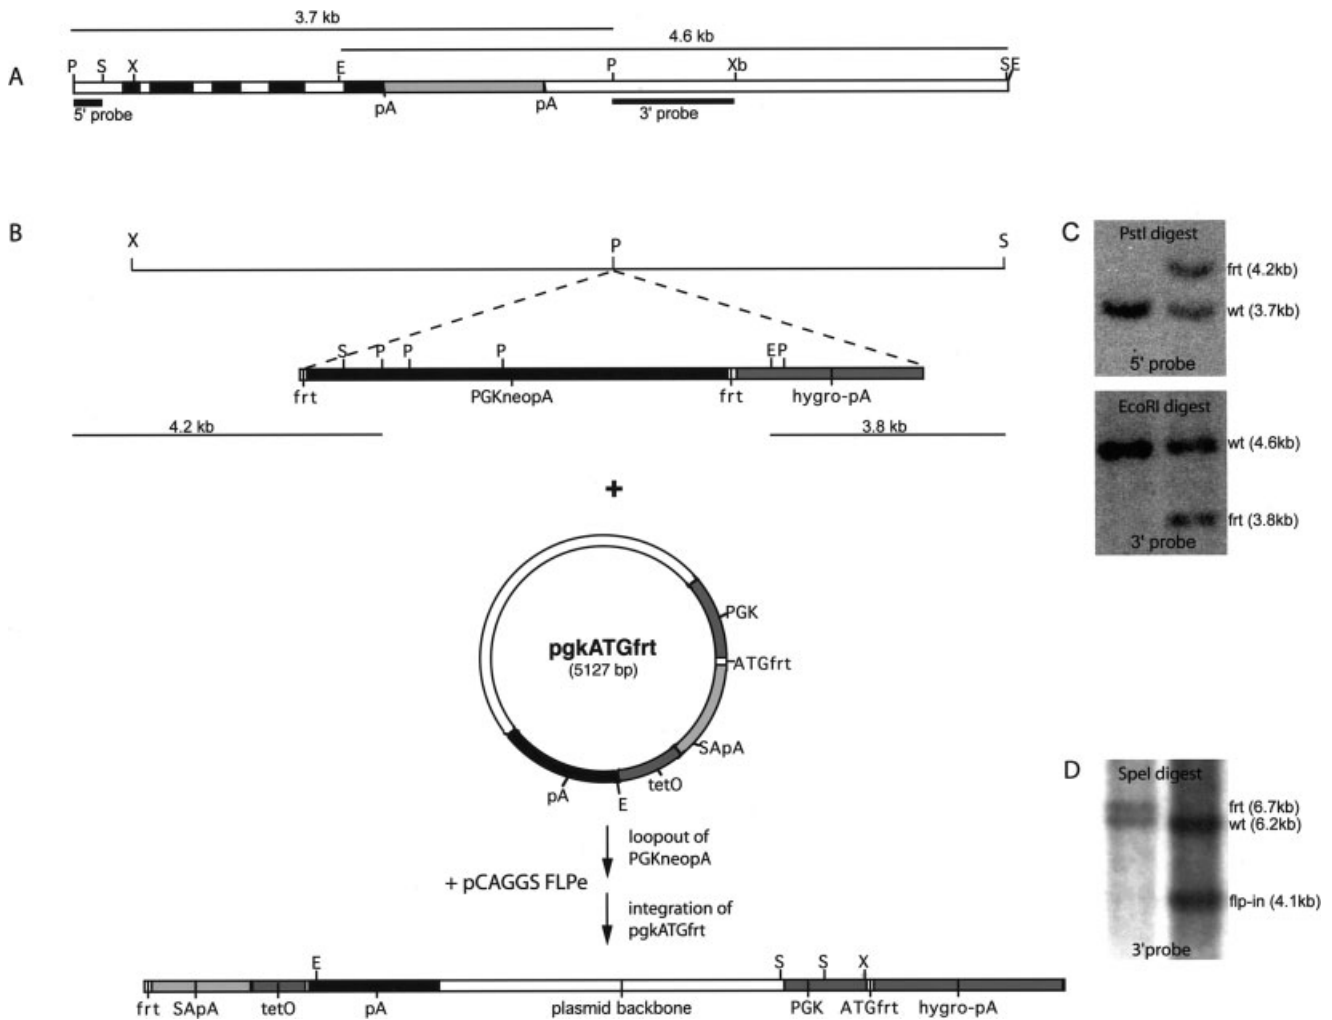 A
3.7 kb
4.6 kb
P S X E P Xb SE
pA pA
5' probe 3' probe
B
X P S
S P P P EP
frt PGKneopA frt hygro-pA
4.2 kb 3.8 kb
+
pgkATGfrt
(5127 bp)
PGK
ATGfrt
SApA
tetO
E
pA
loopout of
PGKneopA
+ pCAGGS FLPe
integration of
pgkATGfrt
E S S X
frt SApA tetO pA plasmid backbone PGK ATGfrt hygro-pA
C
PstI digest
frt (4.2kb)
wt (3.7kb)
5' probe
EcoRI digest
wt (4.6kb)
frt (3.8kb)
3' probe
D
SpeI digest
frt (6.7kb)
wt (6.2kb)
flp-in (4.1kb)
3'probe